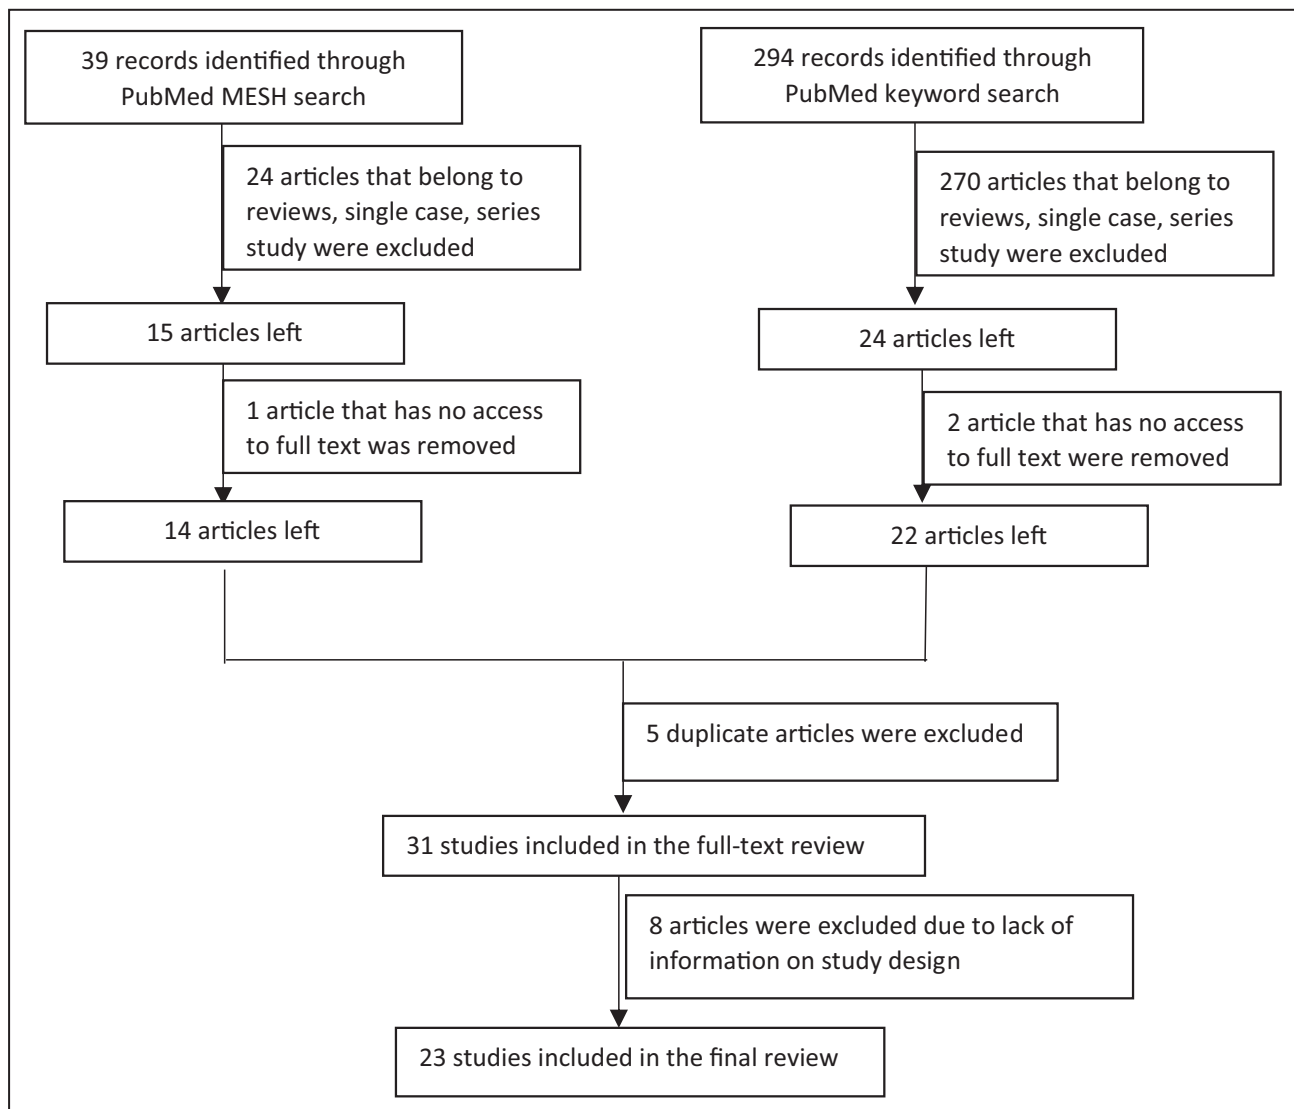 39 records identified through
PubMed MESH search
294 records identified through
PubMed keyword search
24 articles that belong to
reviews, single case, series
study were excluded
270 articles that belong to
reviews, single case, series
study were excluded
15 articles left
24 articles left
1 article that has no access
to full text was removed
2 article that has no access
to full text were removed
14 articles left
22 articles left
5 duplicate articles were excluded
31 studies included in the full-text review
8 articles were excluded due to lack of
information on study design
23 studies included in the final review